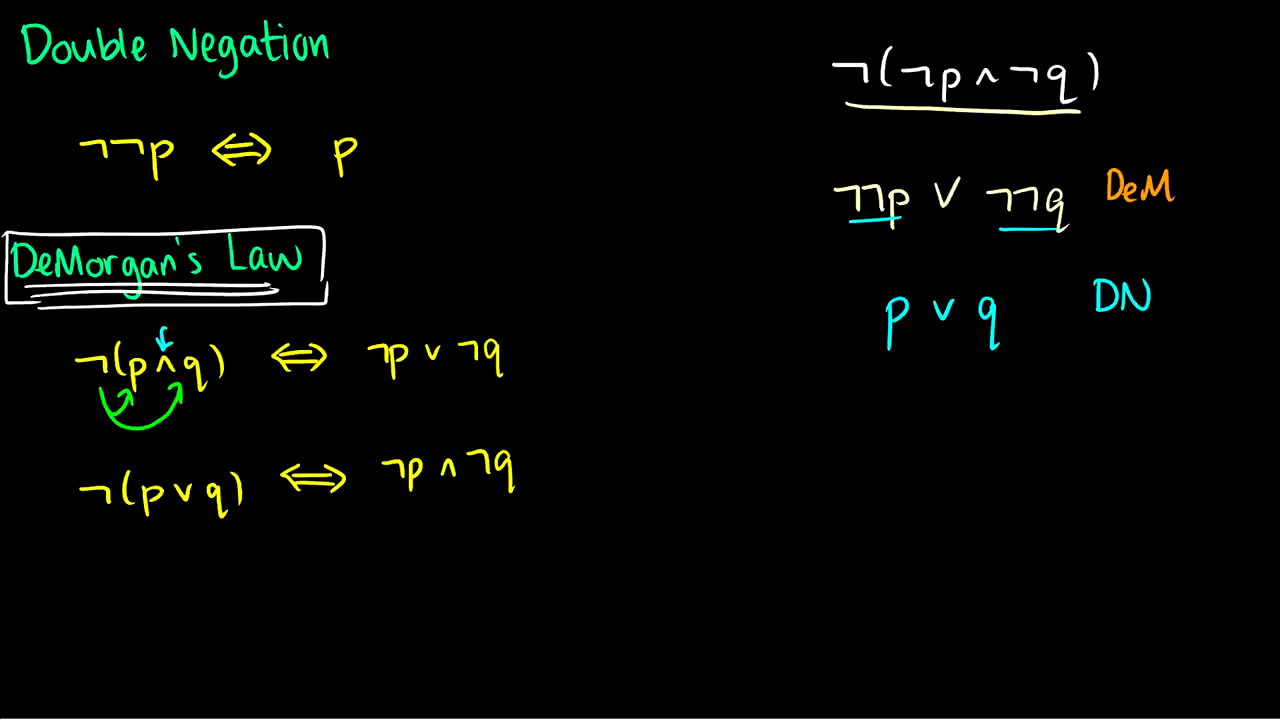 Double Negation
¬¬p ⇔ p
DeMorgan's Law
¬(p∧q) ⇔ ¬p ∨ ¬q
¬(p ∨ q) ⇔ ¬p ∧ ¬q
¬(¬p ∧ ¬q)
¬¬p ∨ ¬¬q DeM
p ∨ q DN